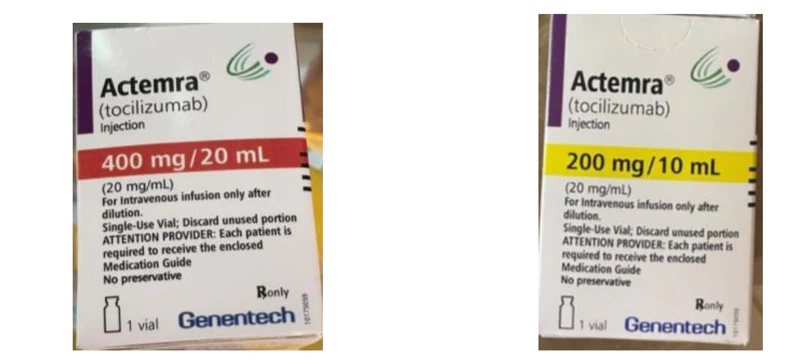 Actemra®
(tocilizumab)
Injection
400 mg/20 mL
(20 mg/mL)
For Intravenous infusion only after
dilution.
Single-Use Vial; Discard unused portion
ATTENTION PROVIDER: Each patient is
required to receive the enclosed
Medication Guide
No preservative
Rx only
1 vial
Genentech
Actemra®
(tocilizumab)
Injection
200 mg/10 mL
(20 mg/mL)
For Intravenous infusion only after
dilution.
Single-Use Vial; Discard unused portion
ATTENTION PROVIDER: Each patient is
required to receive the enclosed
Medication Guide
No preservative
Rx only
1 vial
Genentech